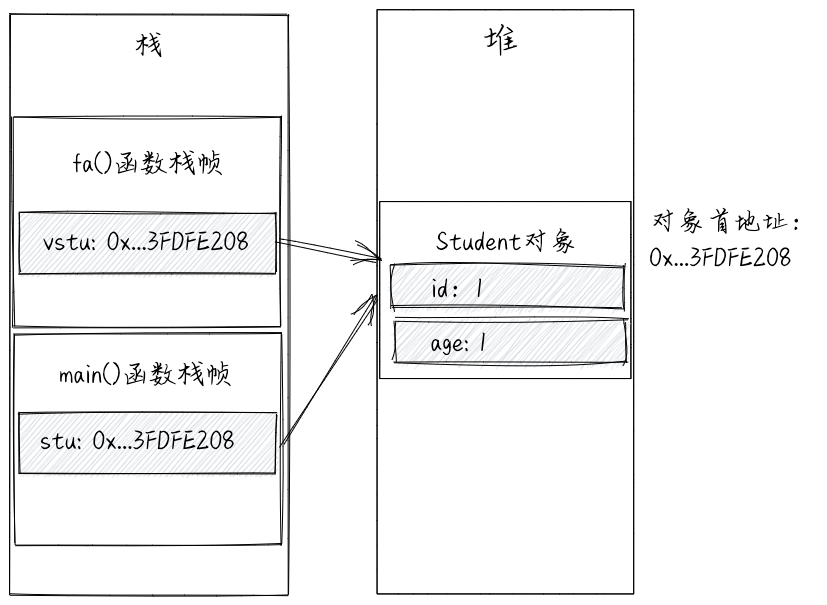 栈
fa()函数栈帧
vstu: 0x...3FDFE208
main()函数栈帧
stu: 0x...3FDFE208
堆
Student对象
id: 1
age: 1
对象首地址:
0x...3FDFE208